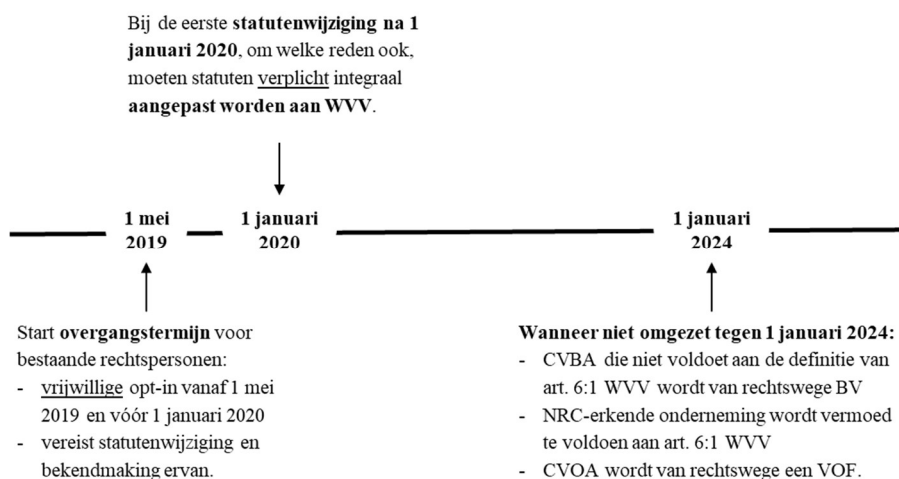 Bij de eerste statutenwijziging na 1
januari 2020, om welke reden ook,
moeten statuten verplicht integraal
aangepast worden aan WVV.
1 mei
2019
1 januari
2020
1 januari
2024
Start overgangstermijn voor
bestaande rechtspersonen:
- vrijwillige opt-in vanaf 1 mei
2019 en vóór 1 januari 2020
- vereist statutenwijziging en
bekendmaking ervan.
Wanneer niet omgezet tegen 1 januari 2024:
- CVBA die niet voldoet aan de definitie van
art. 6:1 WVV wordt van rechtswege BV
- NRC-erkende onderneming wordt vermoed
te voldoen aan art. 6:1 WVV
- CVOA wordt van rechtswege een VOF.